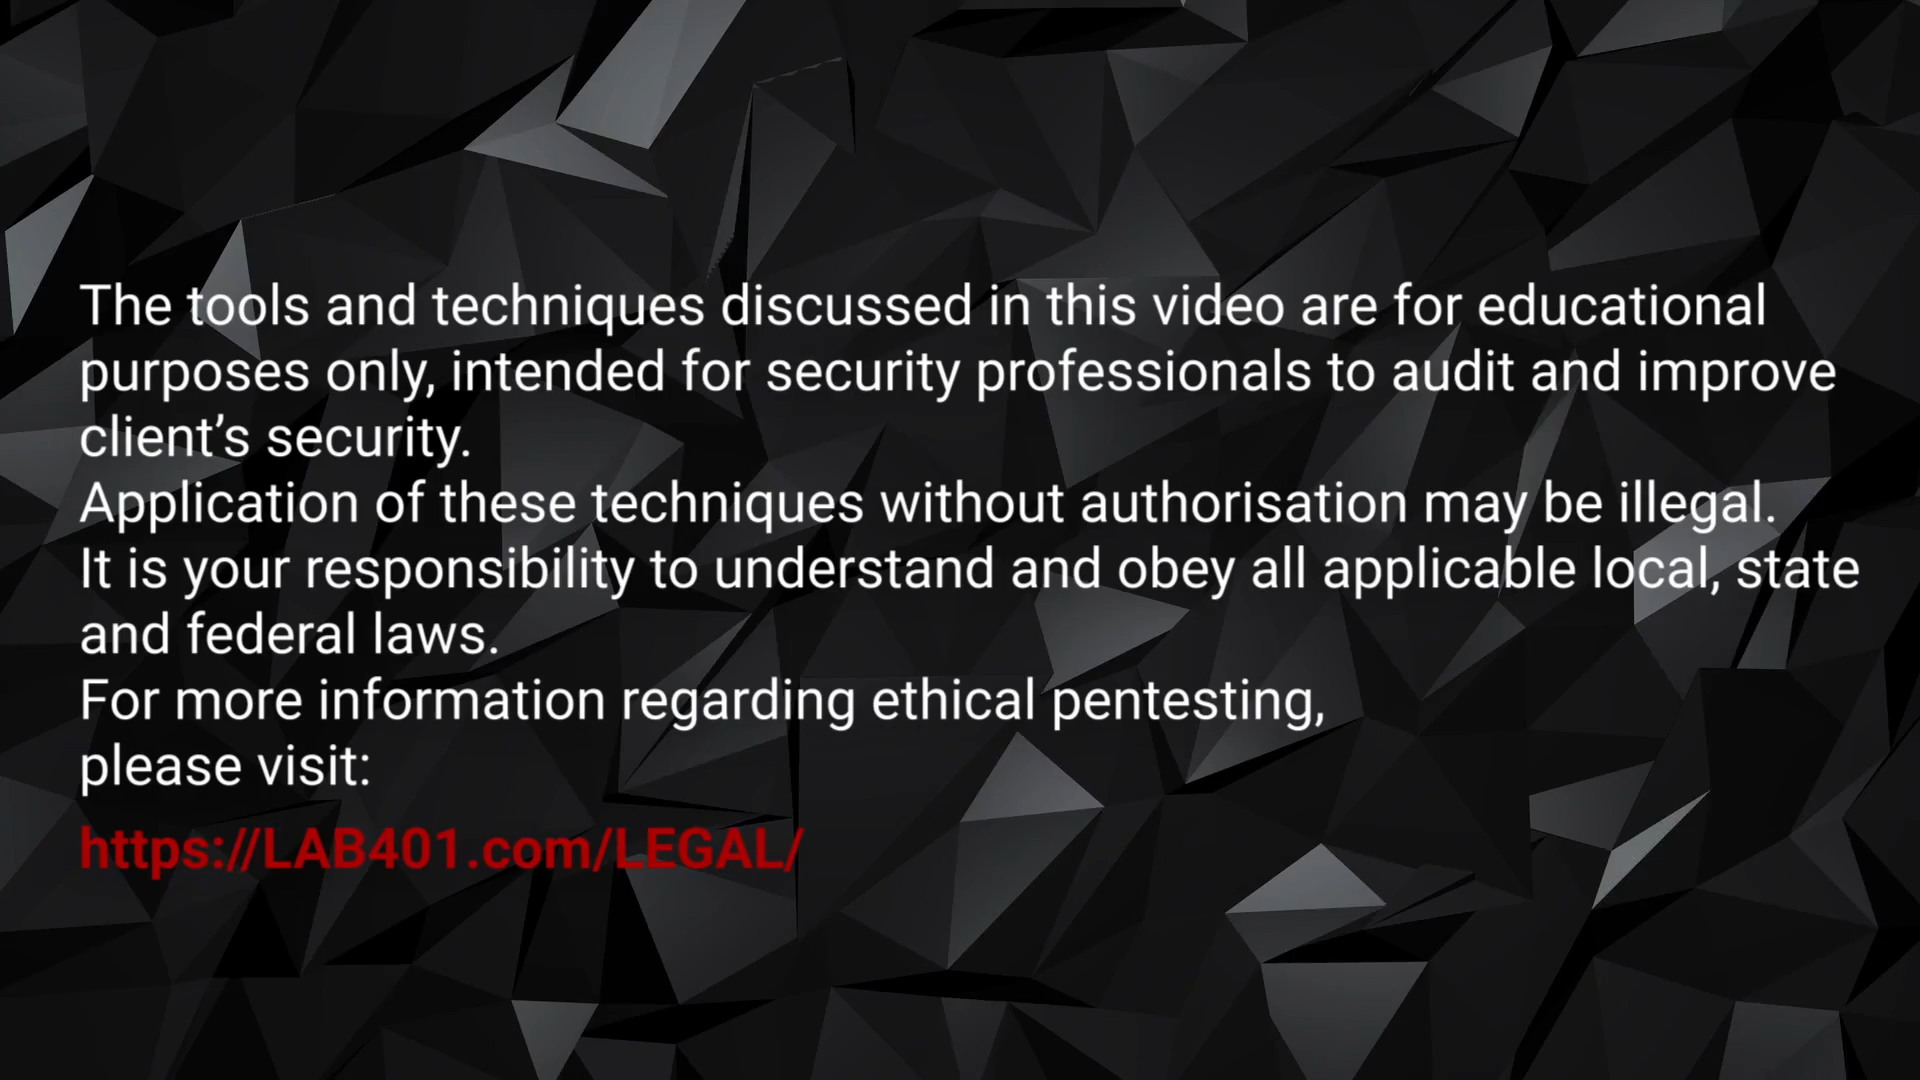 The tools and techniques discussed in this video are for educational
purposes only, intended for security professionals to audit and improve
client’s security.
Application of these techniques without authorisation may be illegal.
It is your responsibility to understand and obey all applicable local, state
and federal laws.
For more information regarding ethical pentesting,
please visit:
https://LAB401.com/LEGAL/